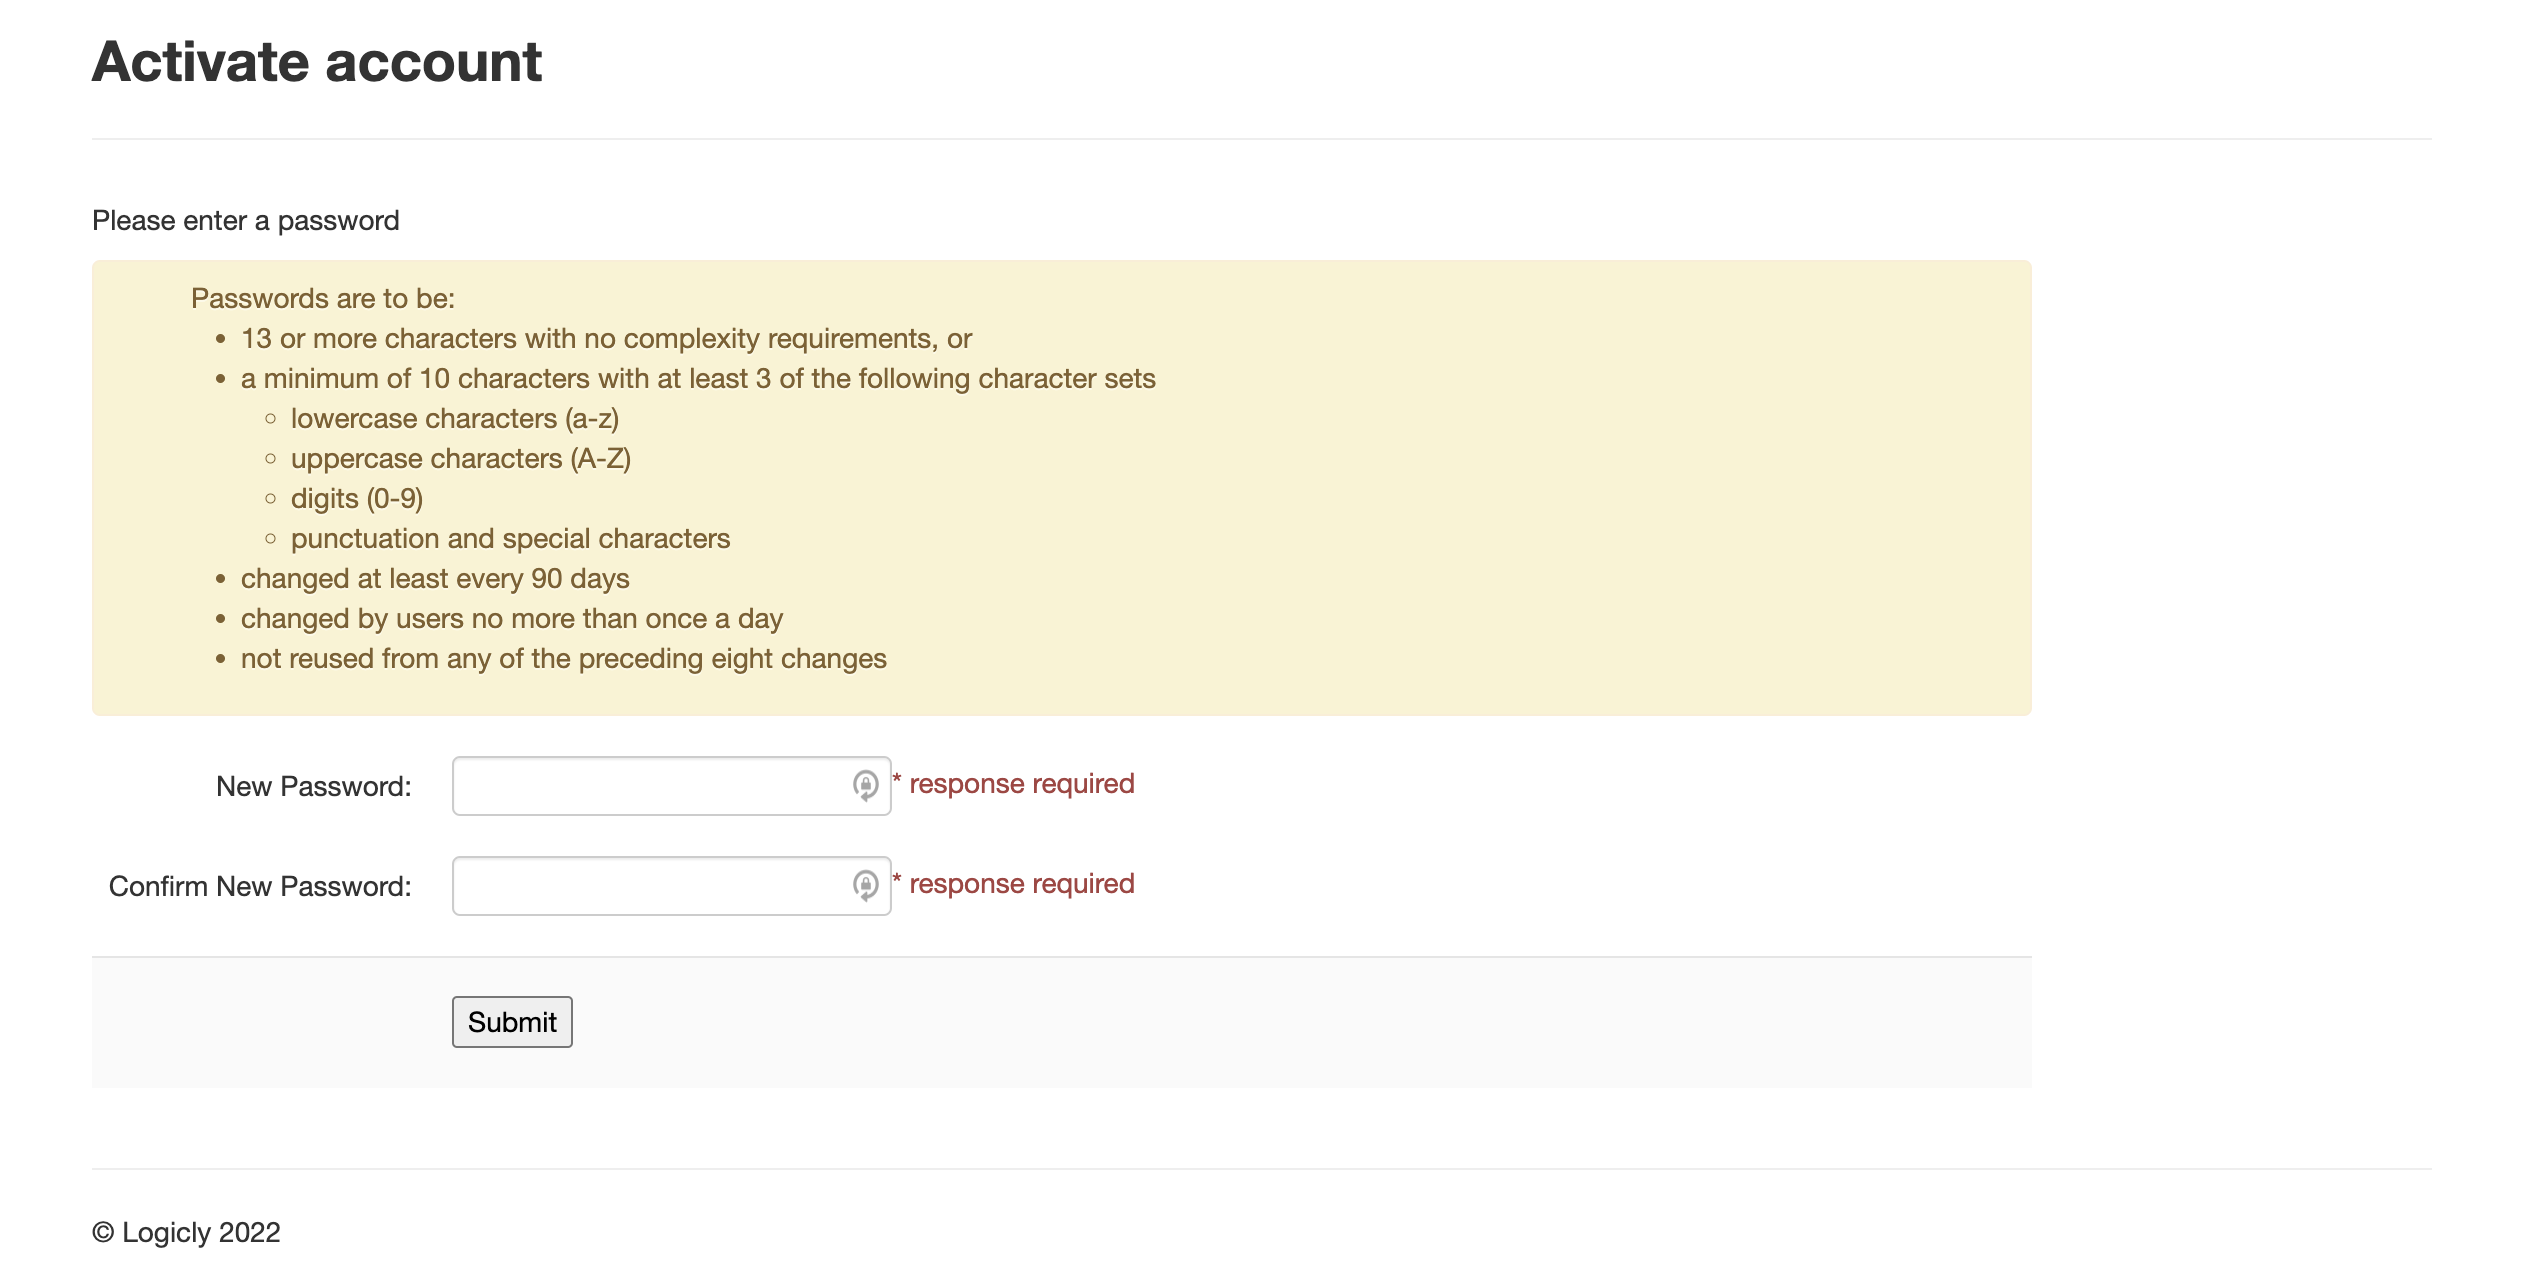 Activate account
Please enter a password
Passwords are to be:
• 13 or more characters with no complexity requirements, or
• a minimum of 10 characters with at least 3 of the following character sets
◦ lowercase characters (a-z)
◦ uppercase characters (A-Z)
◦ digits (0-9)
◦ punctuation and special characters
• changed at least every 90 days
• changed by users no more than once a day
• not reused from any of the preceding eight changes
New Password: * response required
Confirm New Password: * response required
Submit
© Logicly 2022